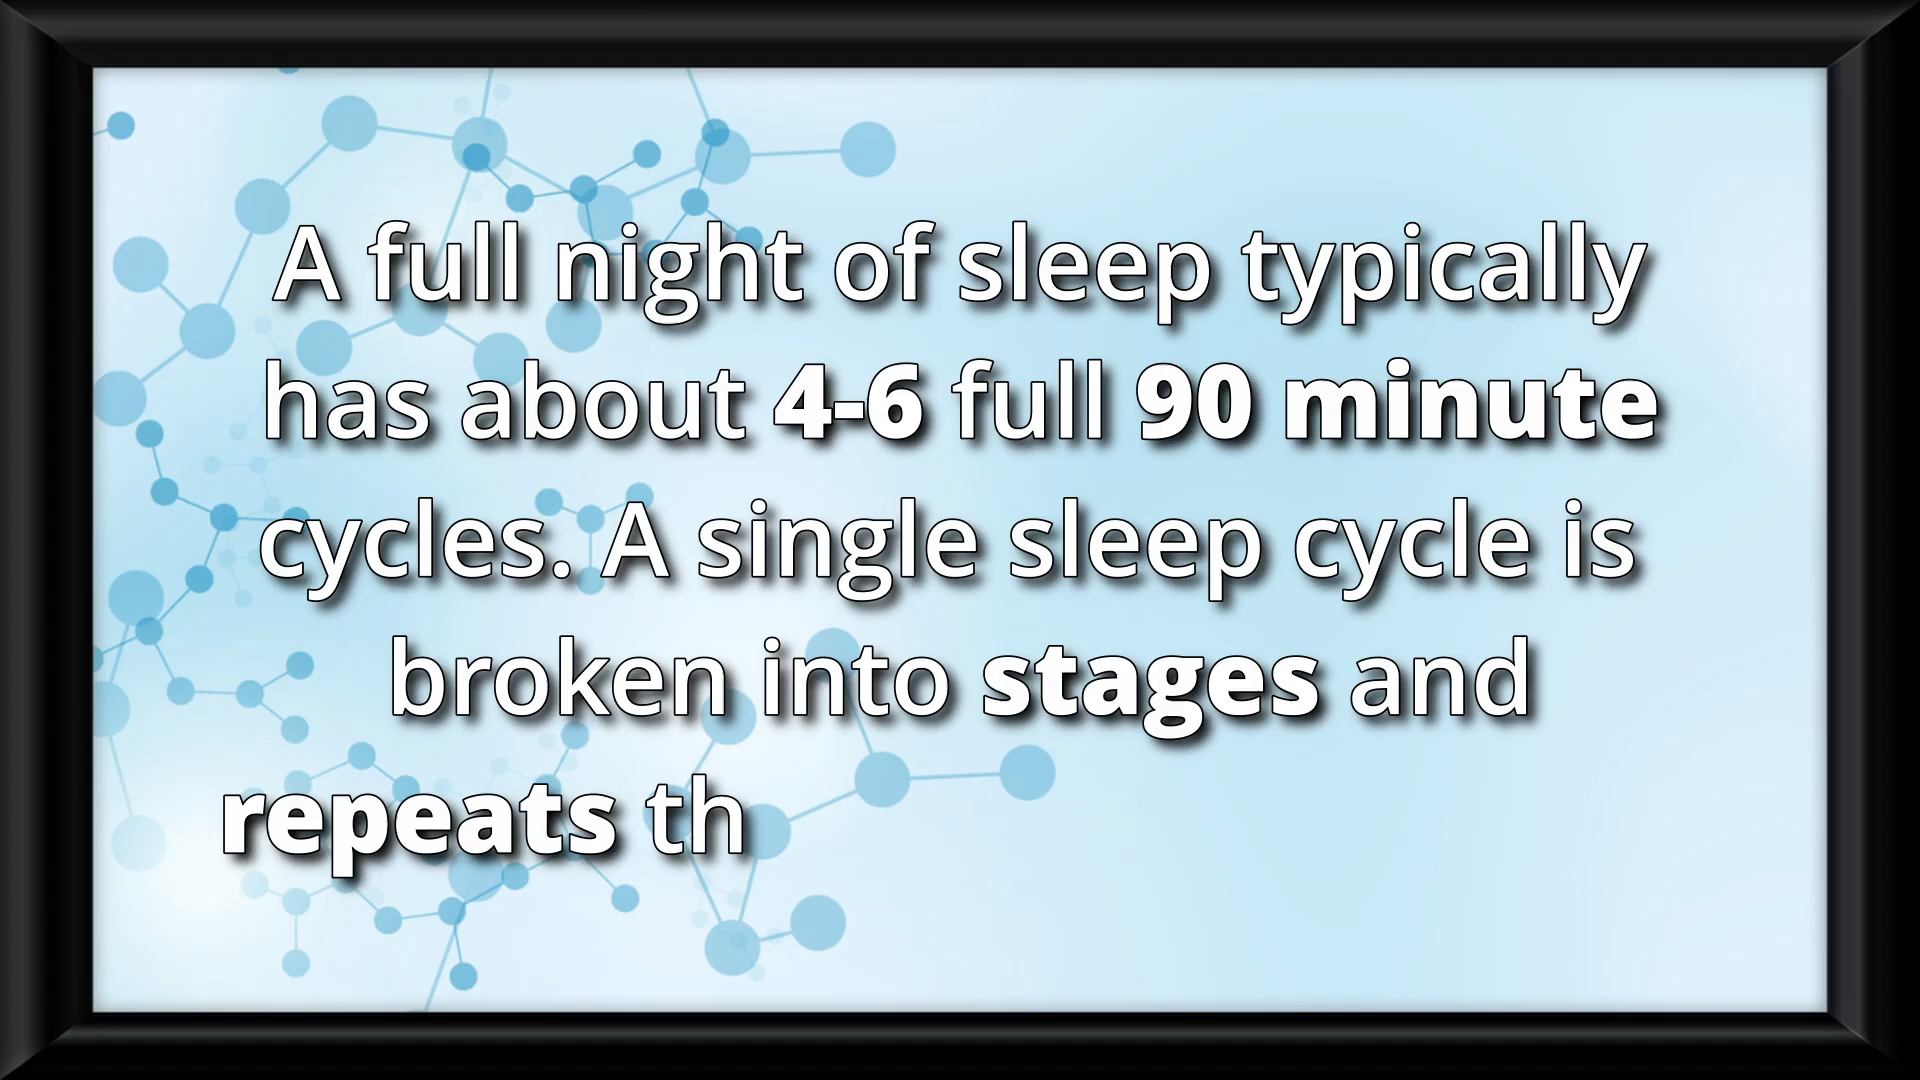 A full night of sleep typically
has about 4-6 full 90 minute
cycles. A single sleep cycle is
broken into stages and
repeats th